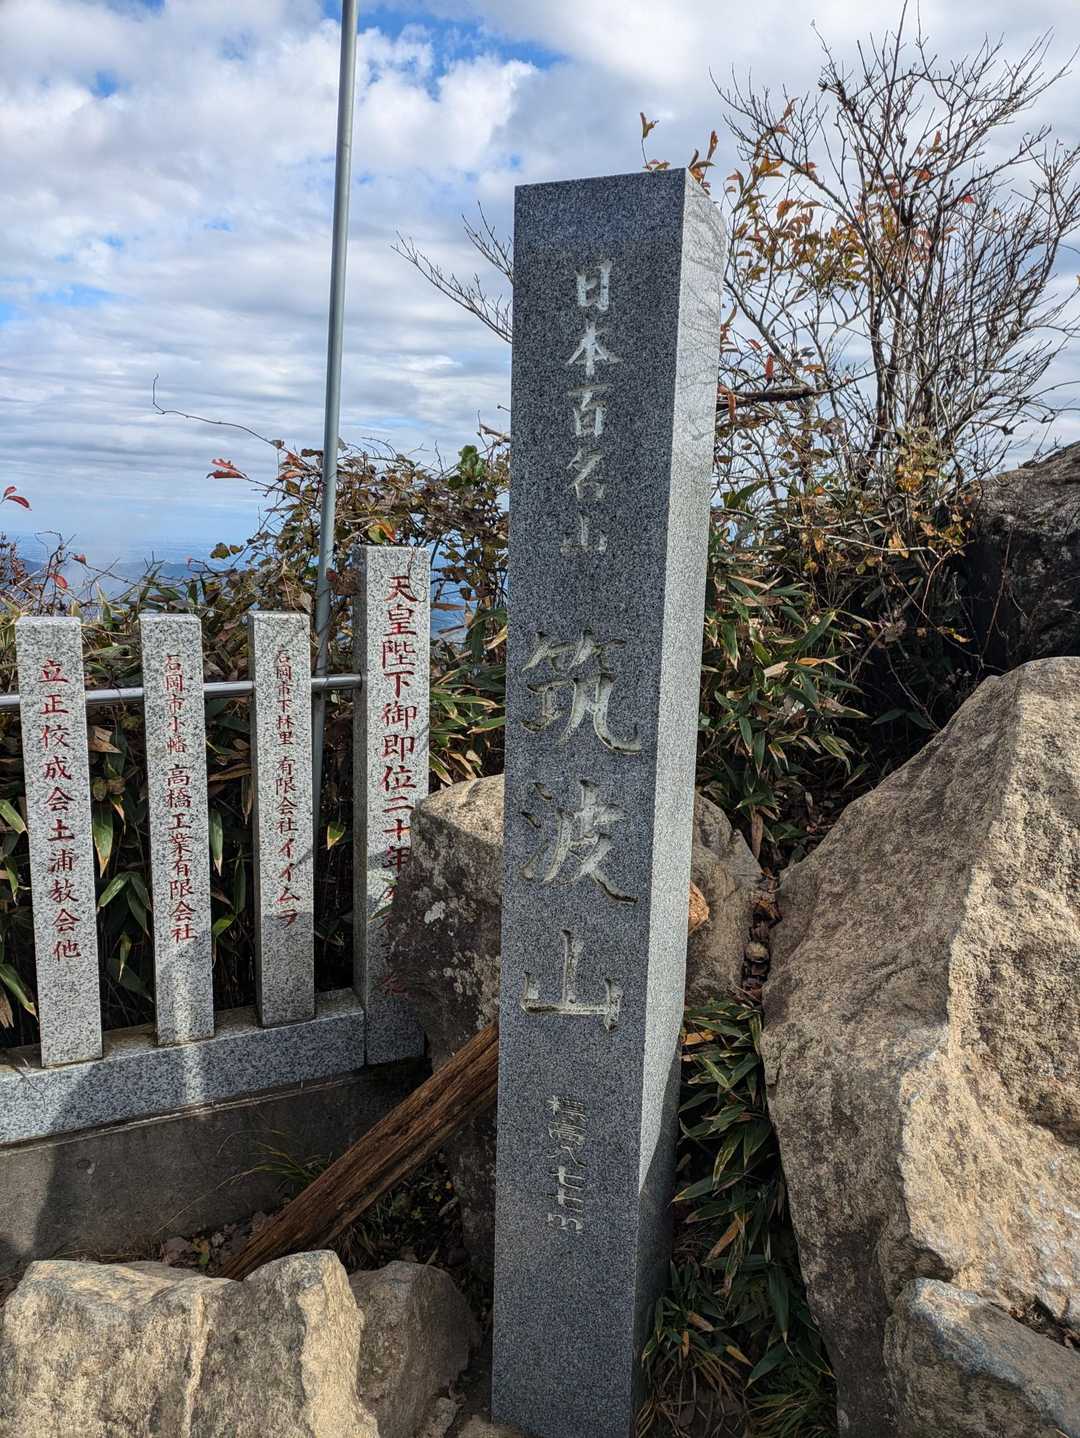 日本百名山
筑波山
標高八七七m
天皇陛下御即位二十年
石岡市下林里 有限会社イイムラ
石岡市小幡 高橋工業有限会社
立正佼成会土浦教会他